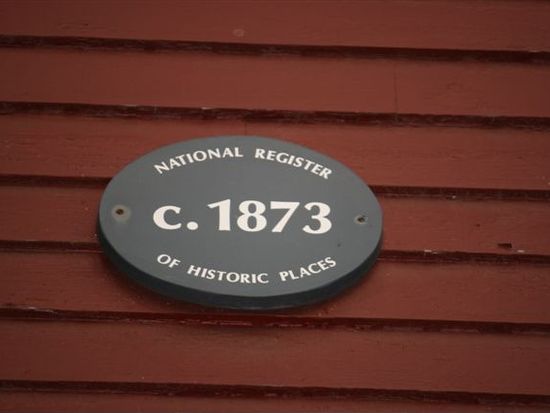 NATIONAL REGISTER
c. 1873
OF HISTORIC PLACES